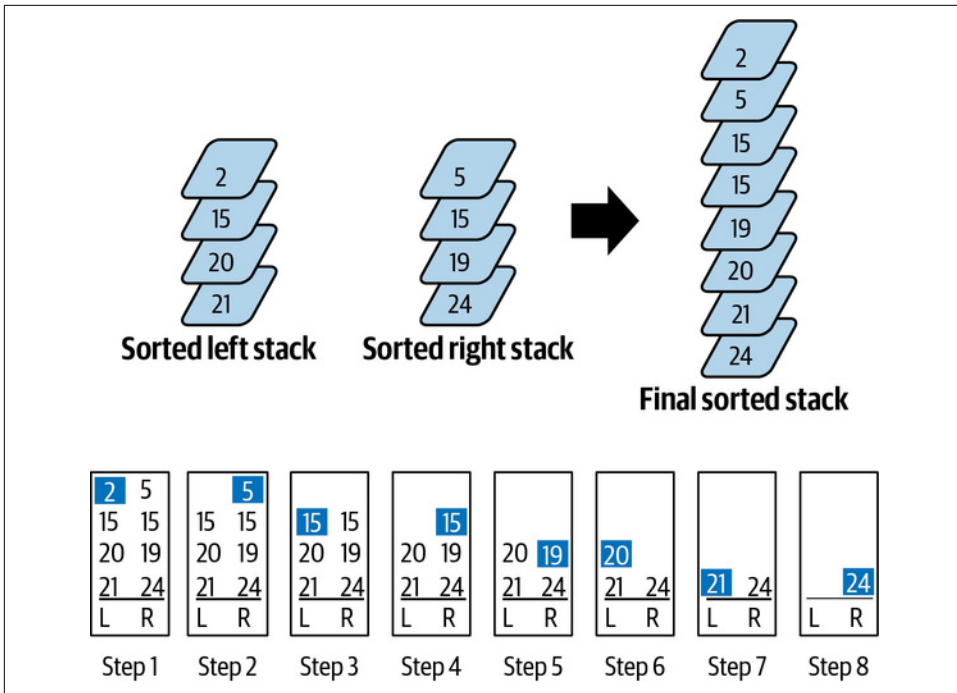 2
15
20
21
Sorted left stack
5
15
19
24
Sorted right stack
2
5
15
15
19
20
21
24
Final sorted stack
2 5
15 15
20 19
21 24
L R
Step 1
5
15 15
20 19
21 24
L R
Step 2
15 15
20 19
21 24
L R
Step 3
15
20 19
21 24
L R
Step 4
20 19
21 24
L R
Step 5
20
21 24
L R
Step 6
21 24
L R
Step 7
24
L R
Step 8